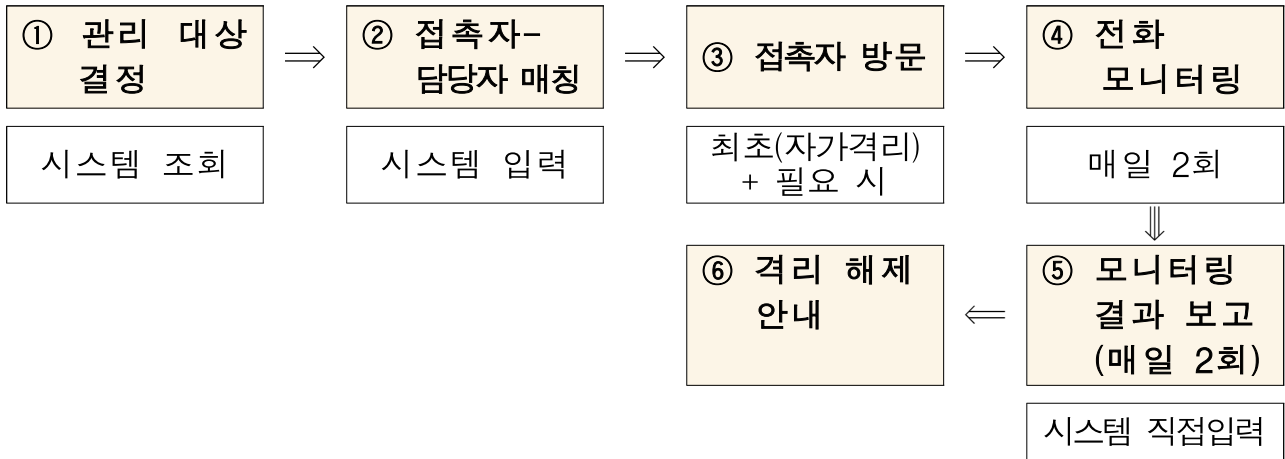 ① 관리 대상
결정
⇒
② 접촉자-
담당자 매칭
⇒
③ 접촉자 방문
⇒
④ 전화
모니터링
시스템 조회
시스템 입력
최초(자가격리)
+ 필요 시
매일 2회
⇓
⑤ 모니터링
결과 보고
(매일 2회)
시스템 직접입력
⇐
⑥ 격리 해제
안내